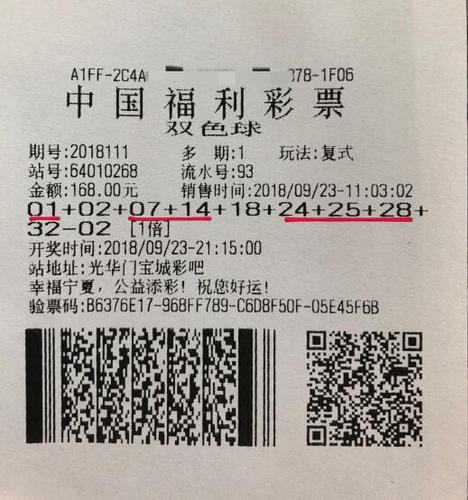 A1FF-2C4A 378-1F06
中国福利彩票
双色球
期号:2018111 多 期:1 玩法:复式
站号:64010268 流水号:93
金额:168.00元 销售时间:2018/09/23-11:03:02
01+02+07+14+18+24+25+28+
32-02 [1倍]
开奖时间:2018/09/23-21:15:00
站地址:光华门宝城彩吧
幸福宁夏,公益添彩!祝您好运!
验票码:B6376E17-968FF789-C6D8F50F-05E45F6B